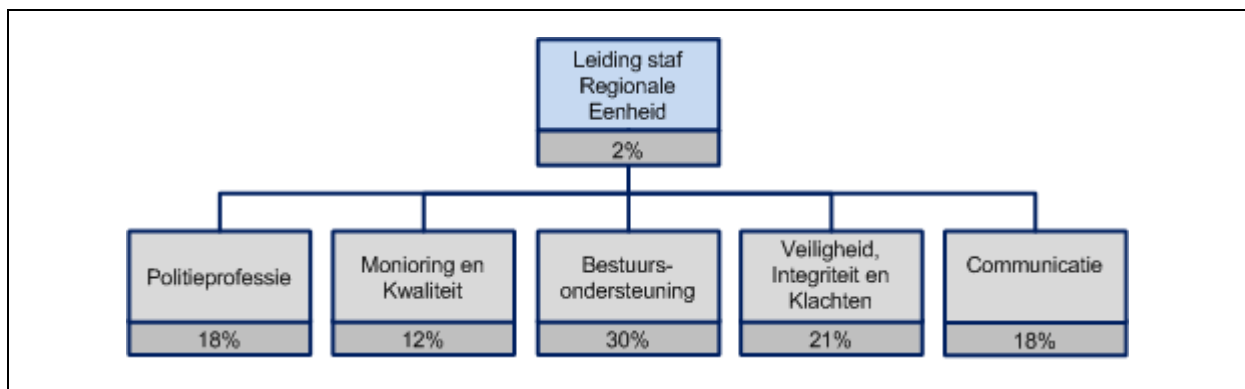 Leiding staf
Regionale
Eenheid
2%
Politieprofessie
18%
Monioring en
Kwaliteit
12%
Bestuurs-
ondersteuning
30%
Veiligheid,
Integriteit en
Klachten
21%
Communicatie
18%